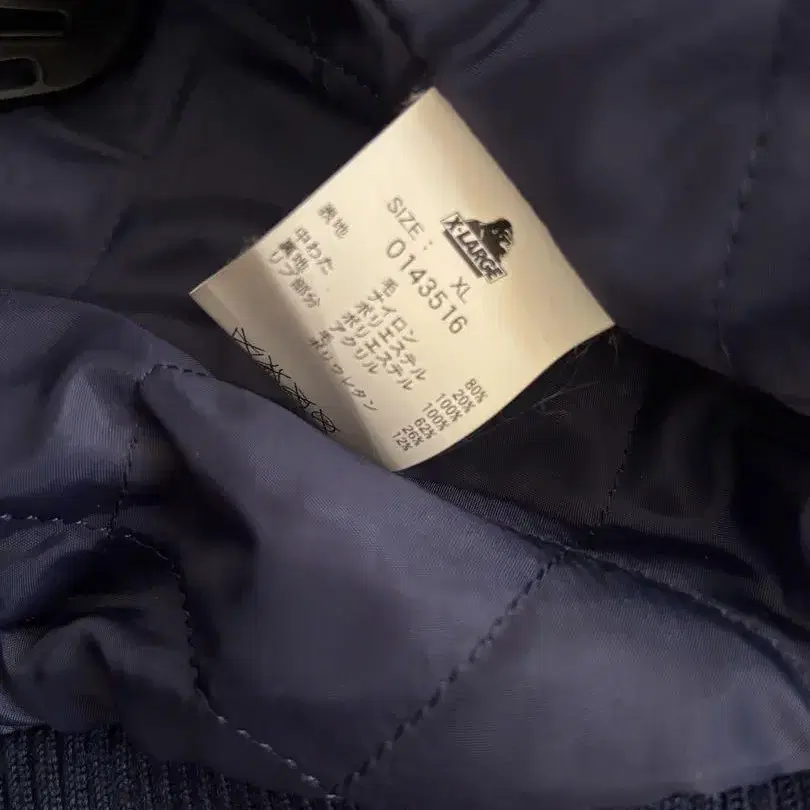 X-LARGE
SIZE: XL
0143516
表地 毛 80%
ナイロン 20%
中わた ポリエステル 100%
裏地 ポリエステル 100%
リブ部分 アクリル 62%
毛 26%
ポリウレタン 12%